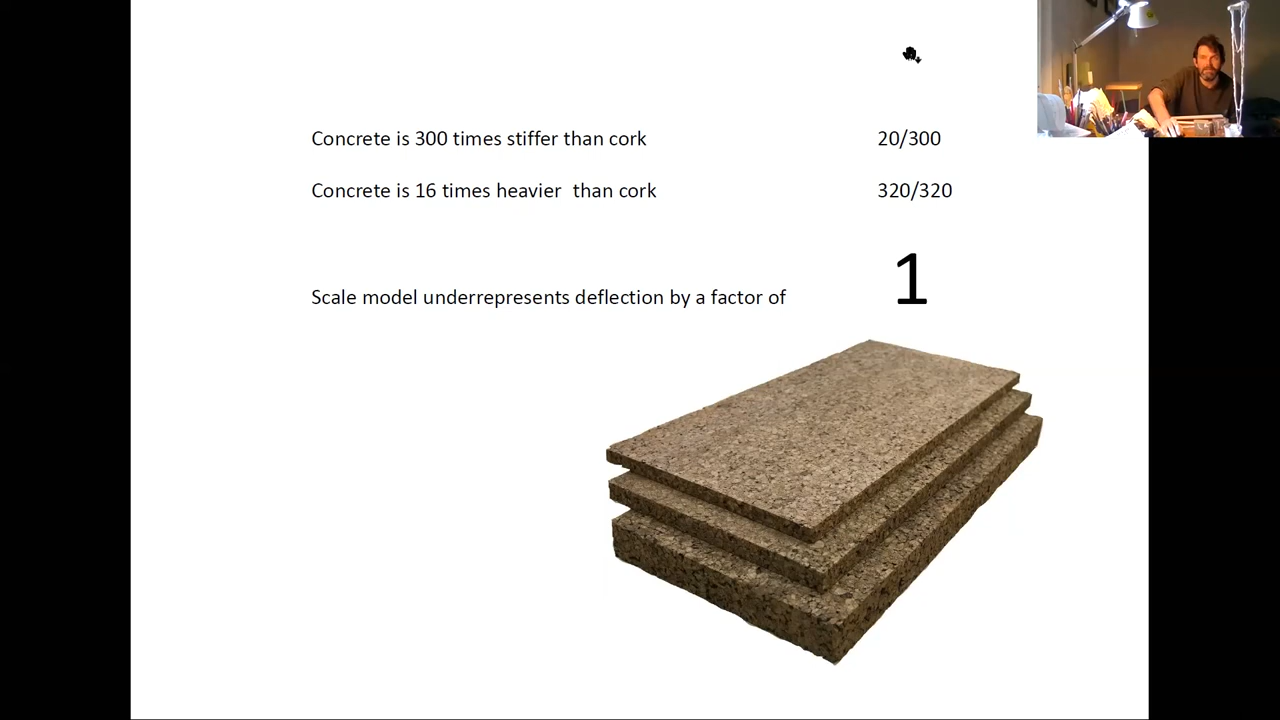 Concrete is 300 times stiffer than cork 20/300
Concrete is 16 times heavier  than cork 320/320
Scale model underrepresents deflection by a factor of 1